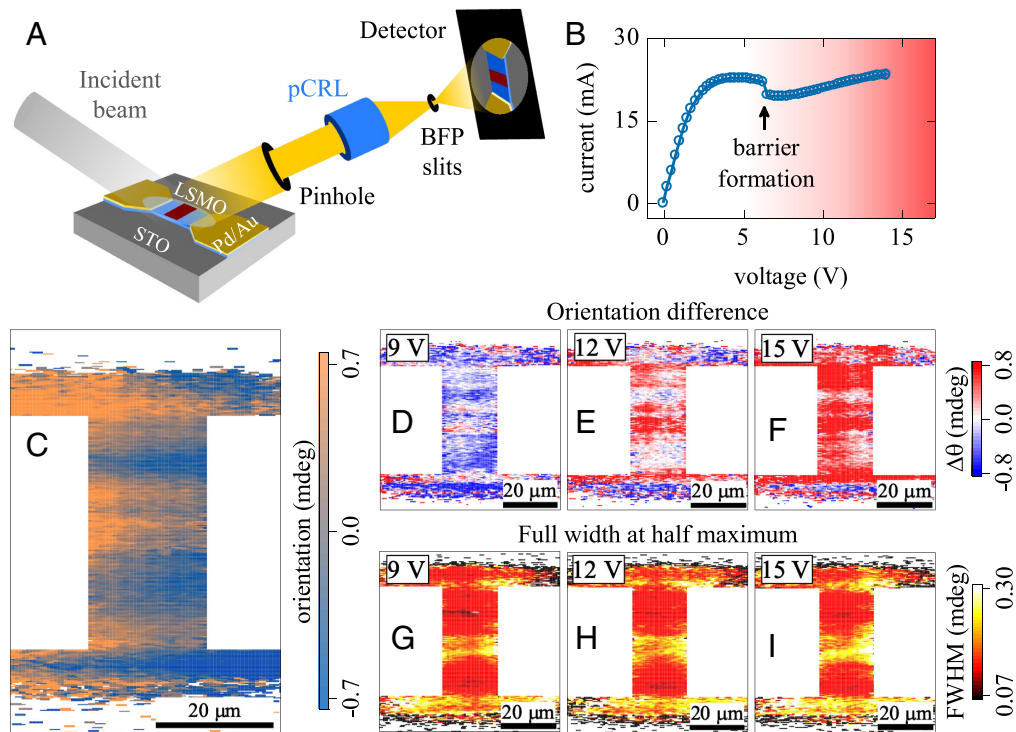 A
Incident
beam
pCRL
Detector
BFP
slits
Pinhole
LSMO
STO
Pd/Au
B
30
15
0
current (mA)
barrier
formation
0
5
10
15
voltage (V)
C
0.7
0.0
-0.7
orientation (mdeg)
20 μm
Orientation difference
9 V
12 V
15 V
D
E
F
20 μm
20 μm
20 μm
0.8
0.0
-0.8
Δθ (mdeg)
Full width at half maximum
9 V
12 V
15 V
G
H
I
20 μm
20 μm
20 μm
0.30
0.07
FWHM (mdeg)